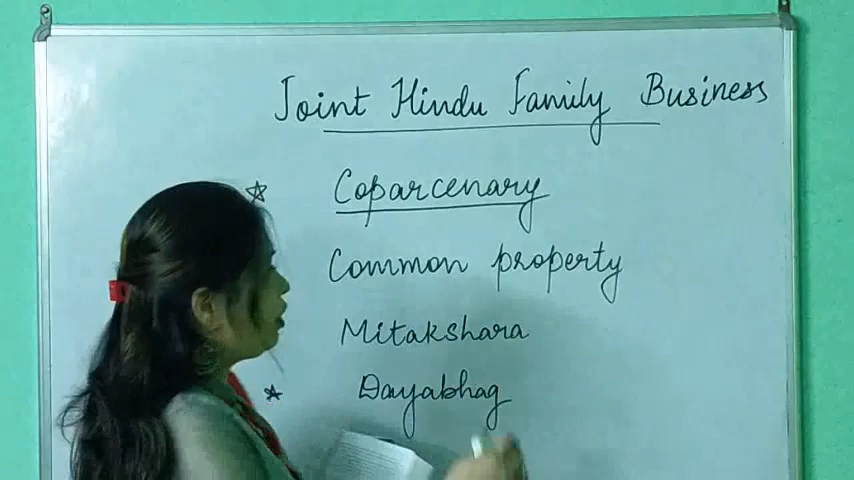 Joint Hindu Family Business
Coparcenary
Common property
Mitakshara
Dayabhag